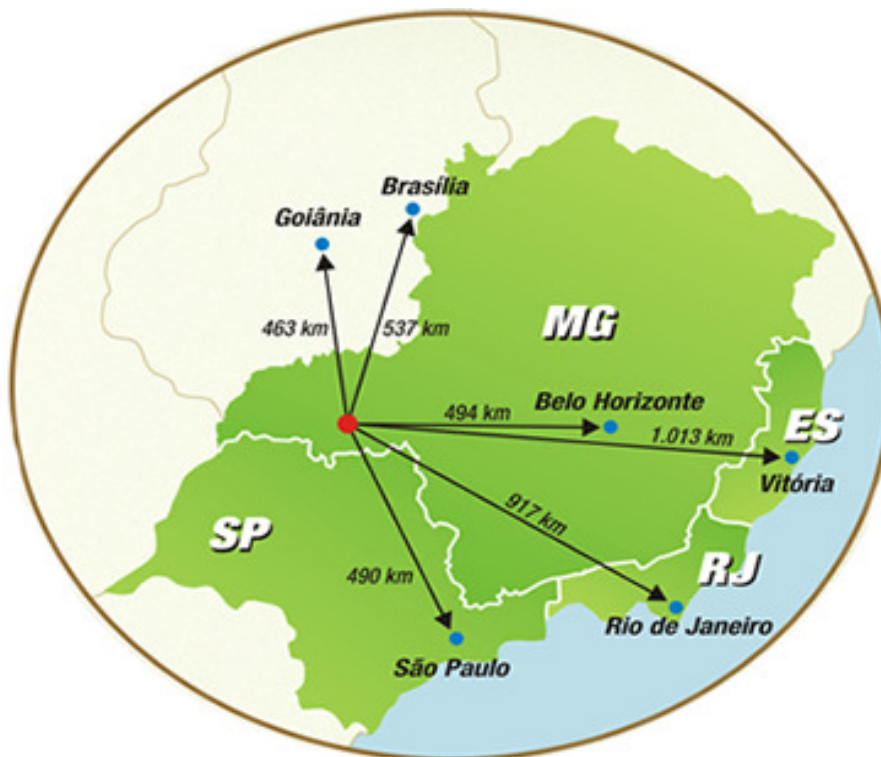 Brasília
Goiânia
463 km
537 km
MG
494 km
Belo Horizonte
1.013 km
ES
Vitória
917 km
SP
490 km
RJ
Rio de Janeiro
São Paulo